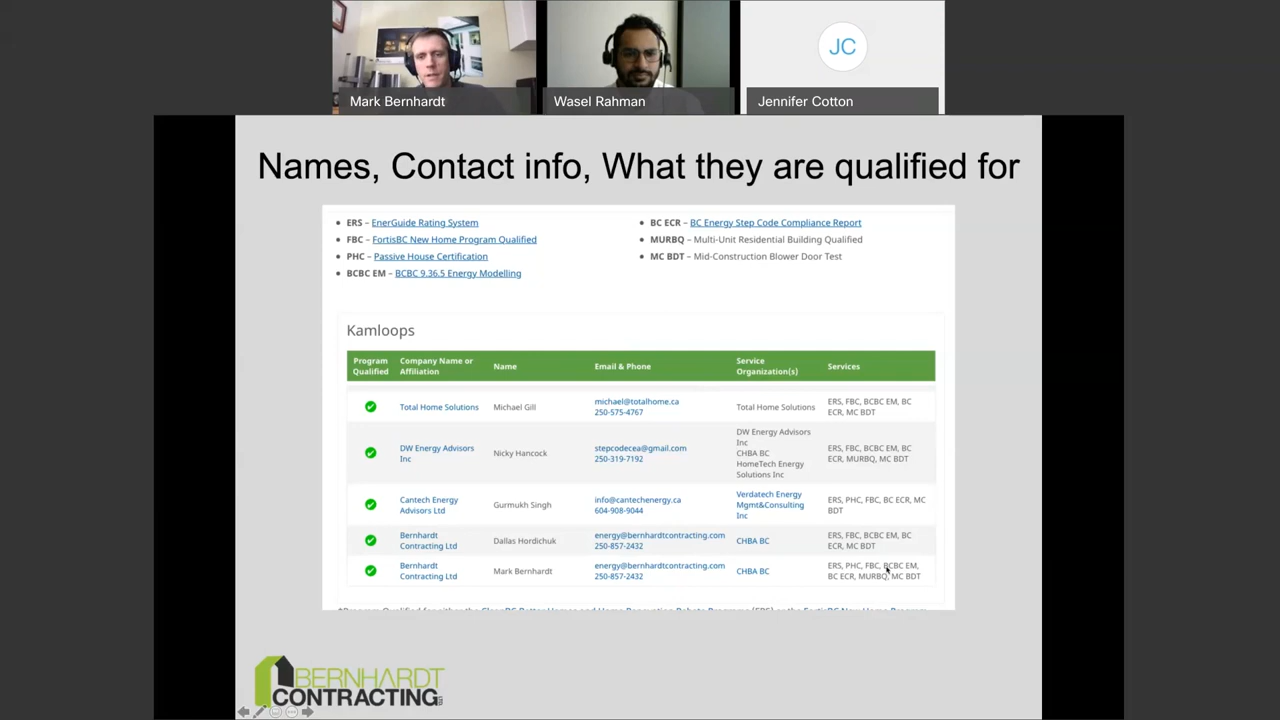 JC
Mark Bernhardt
Wasel Rahman
Jennifer Cotton
Names, Contact info, What they are qualified for
• ERS – EnerGuide Rating System
• FBC – FortisBC New Home Program Qualified
• PHC – Passive House Certification
• BCBC EM – BCBC 9.36.5 Energy Modelling
• BC ECR – BC Energy Step Code Compliance Report
• MURBQ – Multi-Unit Residential Building Qualified
• MC BDT – Mid-Construction Blower Door Test
Kamloops
Program Qualified Company Name or Affiliation Name Email & Phone Service Organization(s) Services
Total Home Solutions Michael Gill michael@totalhome.ca 250-575-4767 Total Home Solutions ERS, FBC, BCBC EM, BC ECR, MC BDT
DW Energy Advisors Inc Nicky Hancock stepcodecea@gmail.com 250-319-7192 DW Energy Advisors Inc CHBA BC HomeTech Energy Solutions Inc ERS, FBC, BCBC EM, BC ECR, MURBQ, MC BDT
Cantech Energy Advisors Ltd Gurmukh Singh info@cantechenergy.ca 604-908-9044 Verdatech Energy Mgmt&Consulting Inc ERS, PHC, FBC, BC ECR, MC BDT
Bernhardt Contracting Ltd Dallas Hordichuk energy@bernhardtcontracting.com 250-857-2432 CHBA BC ERS, FBC, BCBC EM, BC ECR, MC BDT
Bernhardt Contracting Ltd Mark Bernhardt energy@bernhardtcontracting.com 250-857-2432 CHBA BC ERS, PHC, FBC, BCBC EM, BC ECR, MURBQ, MC BDT
BERNHARDT
CONTRACTING LTD